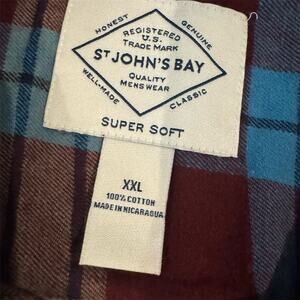 HONEST GENUINE
REGISTERED
U.S.
TRADE MARK
ST JOHN'S BAY
QUALITY
MENSWEAR
WELL-MADE CLASSIC
SUPER SOFT
XXL
100% COTTON
MADE IN NICARAGUA